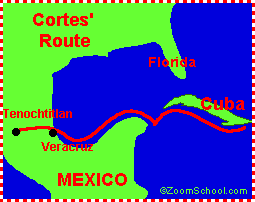 Cortes'
Route
Florida
Cuba
Tenochtitlan
Veracruz
MEXICO
©ZoomSchool.com